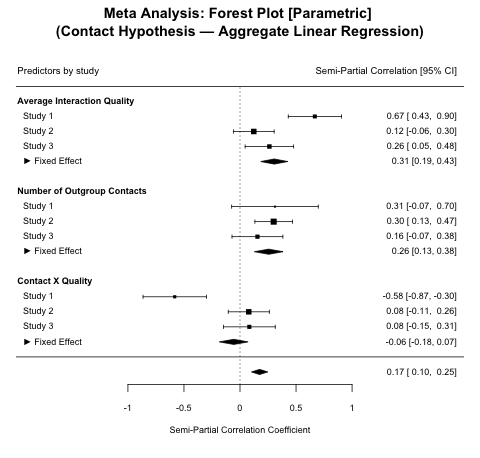 Meta Analysis: Forest Plot [Parametric]
(Contact Hypothesis — Aggregate Linear Regression)
Predictors by study Semi-Partial Correlation [95% CI]
Average Interaction Quality
Study 1 0.67 [ 0.43, 0.90]
Study 2 0.12 [-0.06, 0.30]
Study 3 0.26 [ 0.05, 0.48]
► Fixed Effect 0.31 [0.19, 0.43]
Number of Outgroup Contacts
Study 1 0.31 [-0.07, 0.70]
Study 2 0.30 [ 0.13, 0.47]
Study 3 0.16 [-0.07, 0.38]
► Fixed Effect 0.26 [0.13, 0.38]
Contact X Quality
Study 1 -0.58 [-0.87, -0.30]
Study 2 0.08 [-0.11, 0.26]
Study 3 0.08 [-0.15, 0.31]
► Fixed Effect -0.06 [-0.18, 0.07]
0.17 [ 0.10, 0.25]
-1 -0.5 0 0.5 1
Semi-Partial Correlation Coefficient